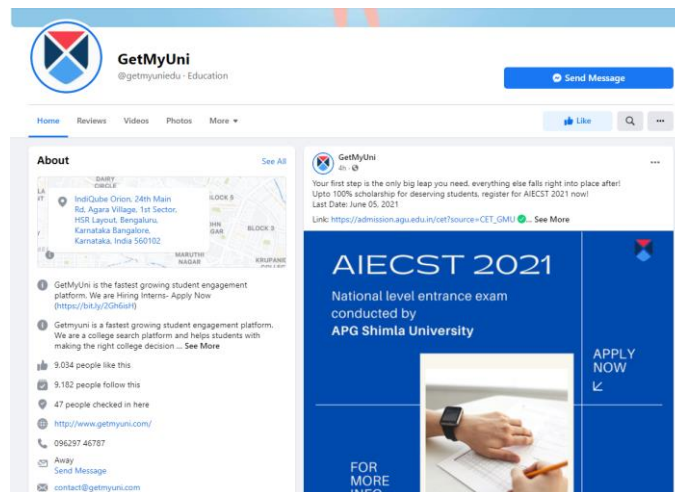 GetMyUni
@getmyuniedu · Education
Send Message
Home Reviews Videos Photos More
Like
About See All
IndiQube Orion, 24th Main
Rd, Agara Village, 1st Sector,
HSR Layout, Bengaluru,
Karnataka Bangalore,
Karnataka, India 560102
DAIRY
CIRCLE
BLOCK 3
MARUTHI
NAGAR
GetMyUni is the fastest growing student engagement
platform. We are Hiring Interns- Apply Now
(https://bit.ly/2Gh6ioH)
Getmyuni is a fastest growing student engagement platform.
We are a college search platform and helps students with
making the right college decision ... See More
9.034 people like this
9.182 people follow this
47 people checked in here
http://www.getmyuni.com/
096297 46787
Away
Send Message
contact@getmyuni.com
GetMyUni
4h ·
Your first step is the only big leap you need, everything else falls right into place after!
Upto 100% scholarship for deserving students, register for AIECST 2021 now!
Last Date: June 05, 2021
Link: https://admission.agu.edu.in/cet?source=CET_GMU ... See More
AIECST 2021
National level entrance exam
conducted by
APG Shimla University
APPLY
NOW
FOR
MORE
INFO